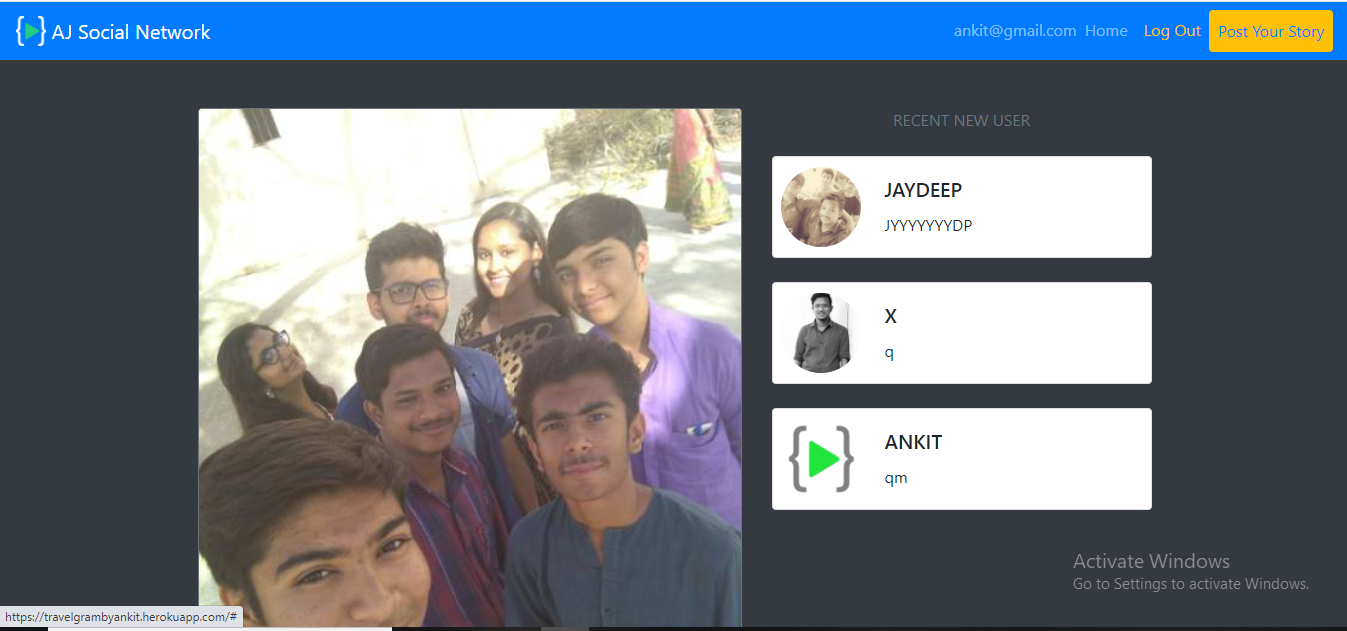 AJ Social Network
ankit@gmail.com Home Log Out Post Your Story
RECENT NEW USER
JAYDEEP
JYYYYYYYDP
X
q
ANKIT
qm
Activate Windows
Go to Settings to activate Windows.
https://travelgrambyankit.herokuapp.com/#